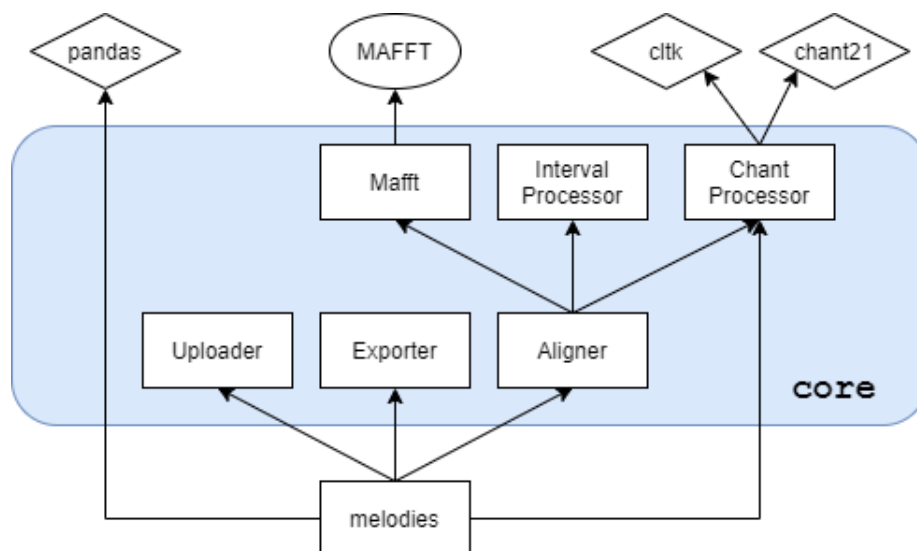 pandas
MAFFT
cltk
chant21
Mafft
Interval
Processor
Chant
Processor
Uploader
Exporter
Aligner
core
melodies